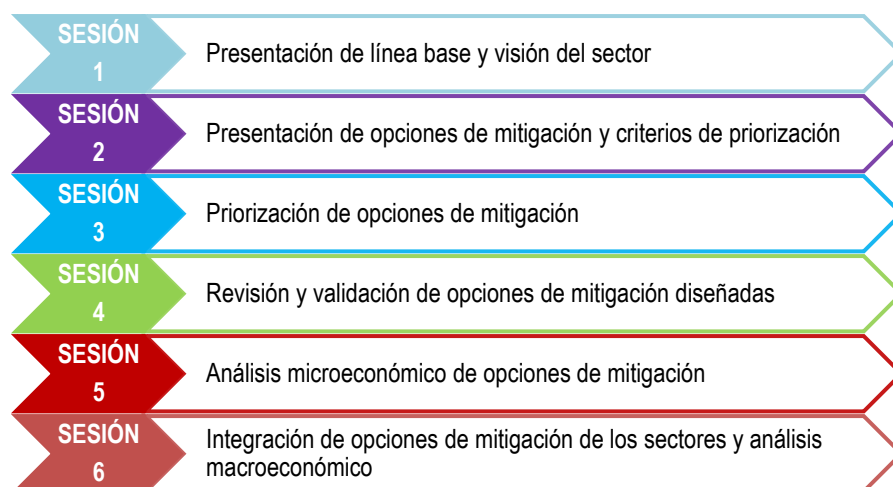 SESIÓN
1
Presentación de línea base y visión del sector
SESIÓN
2
Presentación de opciones de mitigación y criterios de priorización
SESIÓN
3
Priorización de opciones de mitigación
SESIÓN
4
Revisión y validación de opciones de mitigación diseñadas
SESIÓN
5
Análisis microeconómico de opciones de mitigación
SESIÓN
6
Integración de opciones de mitigación de los sectores y análisis
macroeconómico